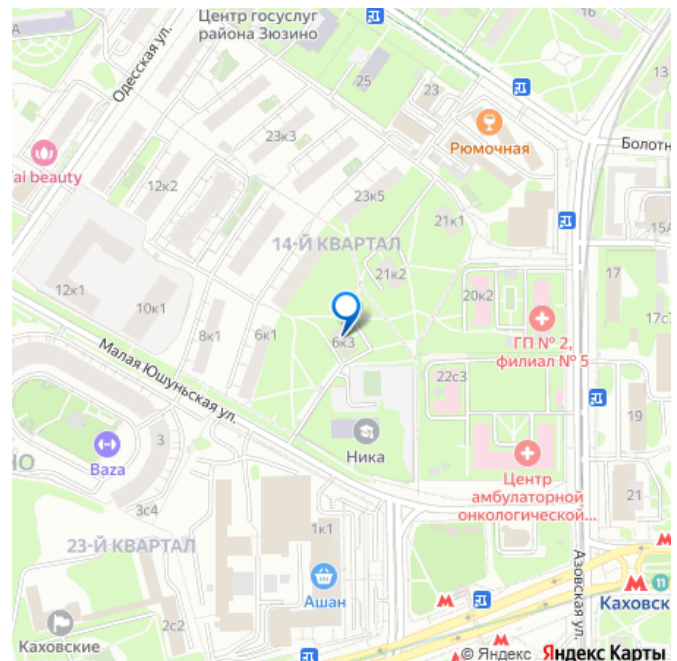 Центр госуслуг
района Зюзино
16
Одесская ул.
25
23
13
Рюмочная
Болотн
23к3
ai beauty
12к2
23к5
21к1
15А
14-Й КВАРТАЛ
21к2
17
12к1
10к1
20к2
17с7
8к1
6к1
6к3
ГП № 2,
филиал № 5
Малая Юшуньская ул.
22с3
19
3
Ника
Baza
НО
Центр
амбулаторной
онкологической...
21
3с4
1к1
23-Й КВАРТАЛ
Азовская ул.
Ашан
11
Каховск
2с2
Каховские
© Яндекс Яндекс Карты